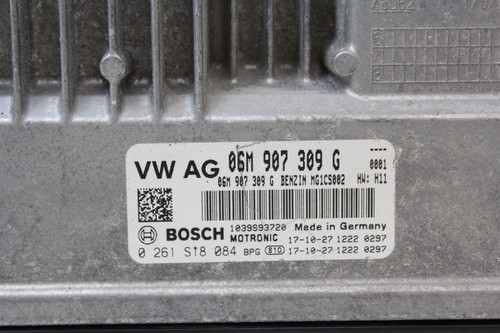 VW AG 06M 907 309 G
----
0001
06M 907 309 G BENZIN MG1CS002 HW: H11
BOSCH 1039S93720 Made in Germany
MOTRONIC 17-10-27 1222 0297
0 261 S18 084 BPG E10 17-10-27 1222 0297